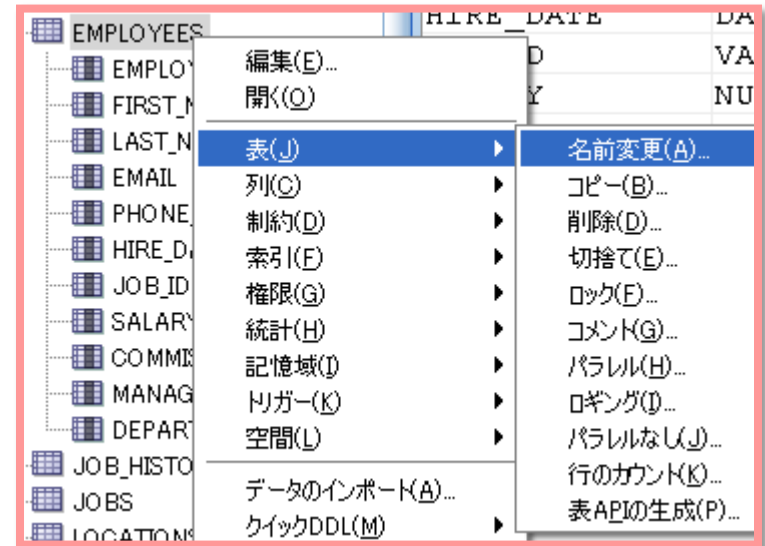 EMPLOYEES
EMPLOY
FIRST_N
LAST_N
EMAIL
PHONE_
HIRE_D
JOB_ID
SALARY
COMMIS
MANAG
DEPART
JOB_HISTO
JOBS
LOCATIONS
編集(E)...
開く(O)
表(J)
列(C)
制約(D)
索引(F)
権限(G)
統計(H)
記憶域(I)
トリガー(K)
空間(L)
データのインポート(A)...
クイックDDL(M)
HIRE_DATE DA
D VA
Y NU
名前変更(A)...
コピー(B)...
削除(D)...
切捨て(E)...
ロック(F)...
コメント(G)...
パラレル(H)...
ロギング(I)...
パラレルなし(J)...
行のカウント(K)...
表APIの生成(P)...